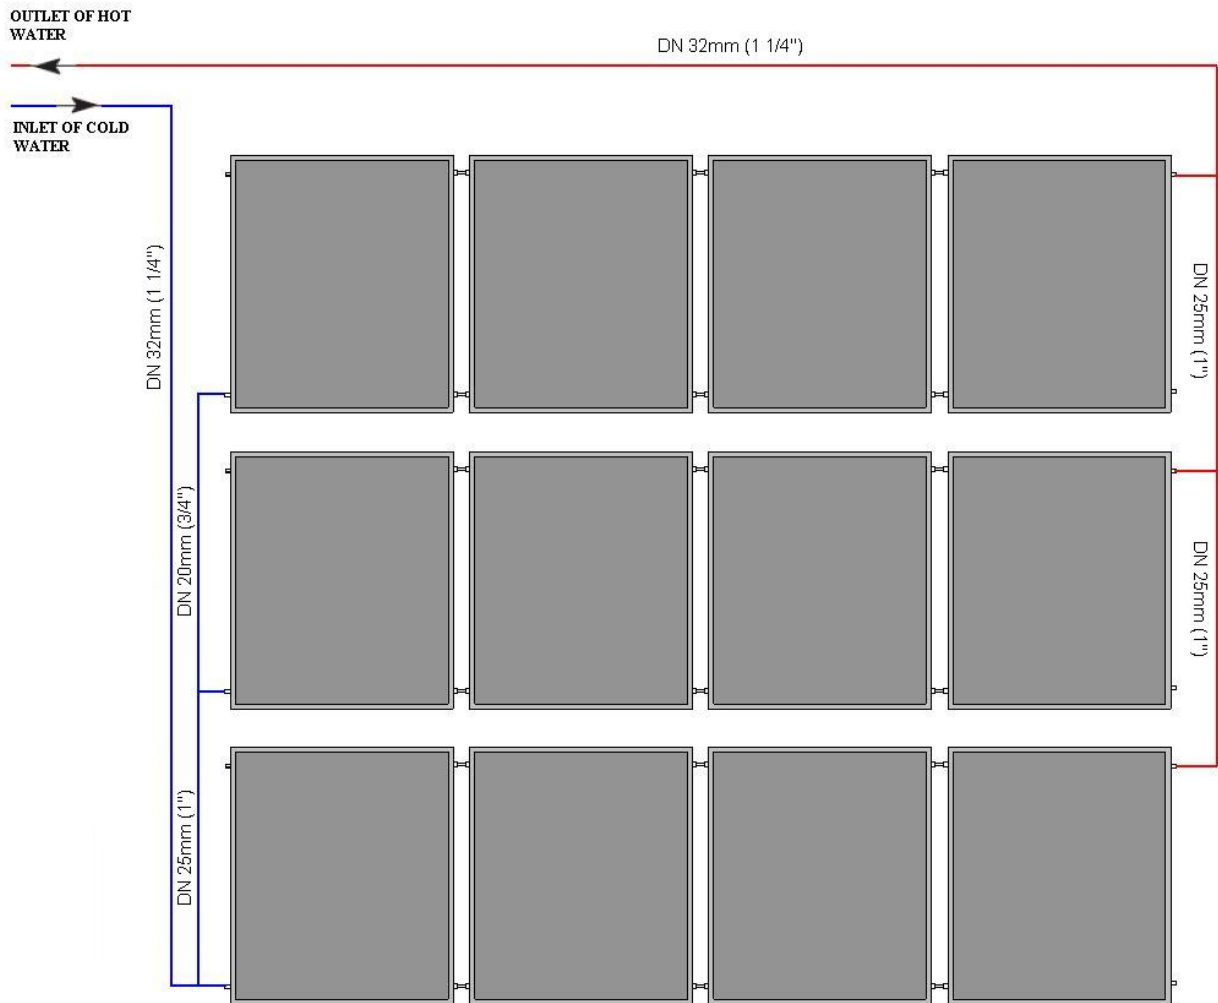 OUTLET OF HOT
WATER
DN 32mm (1 1/4")
INLET OF COLD
WATER
DN 32mm (1 1/4")
DN 25mm (1")
DN 20mm (3/4")
DN 25mm (1")
DN 25mm (1")